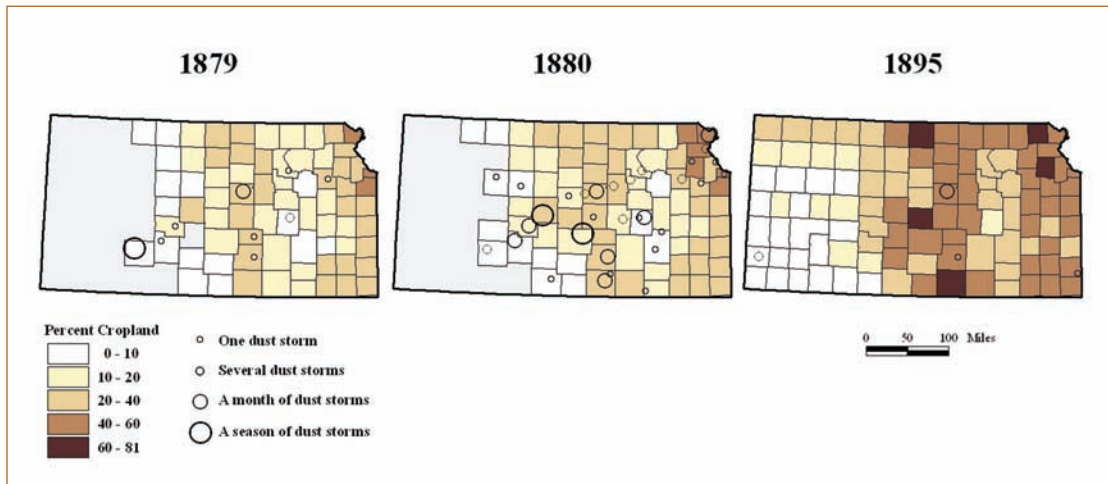 1879 1880 1895
Percent Cropland
0 - 10
10 - 20
20 - 40
40 - 60
60 - 81
One dust storm
Several dust storms
A month of dust storms
A season of dust storms
0 50 100 Miles